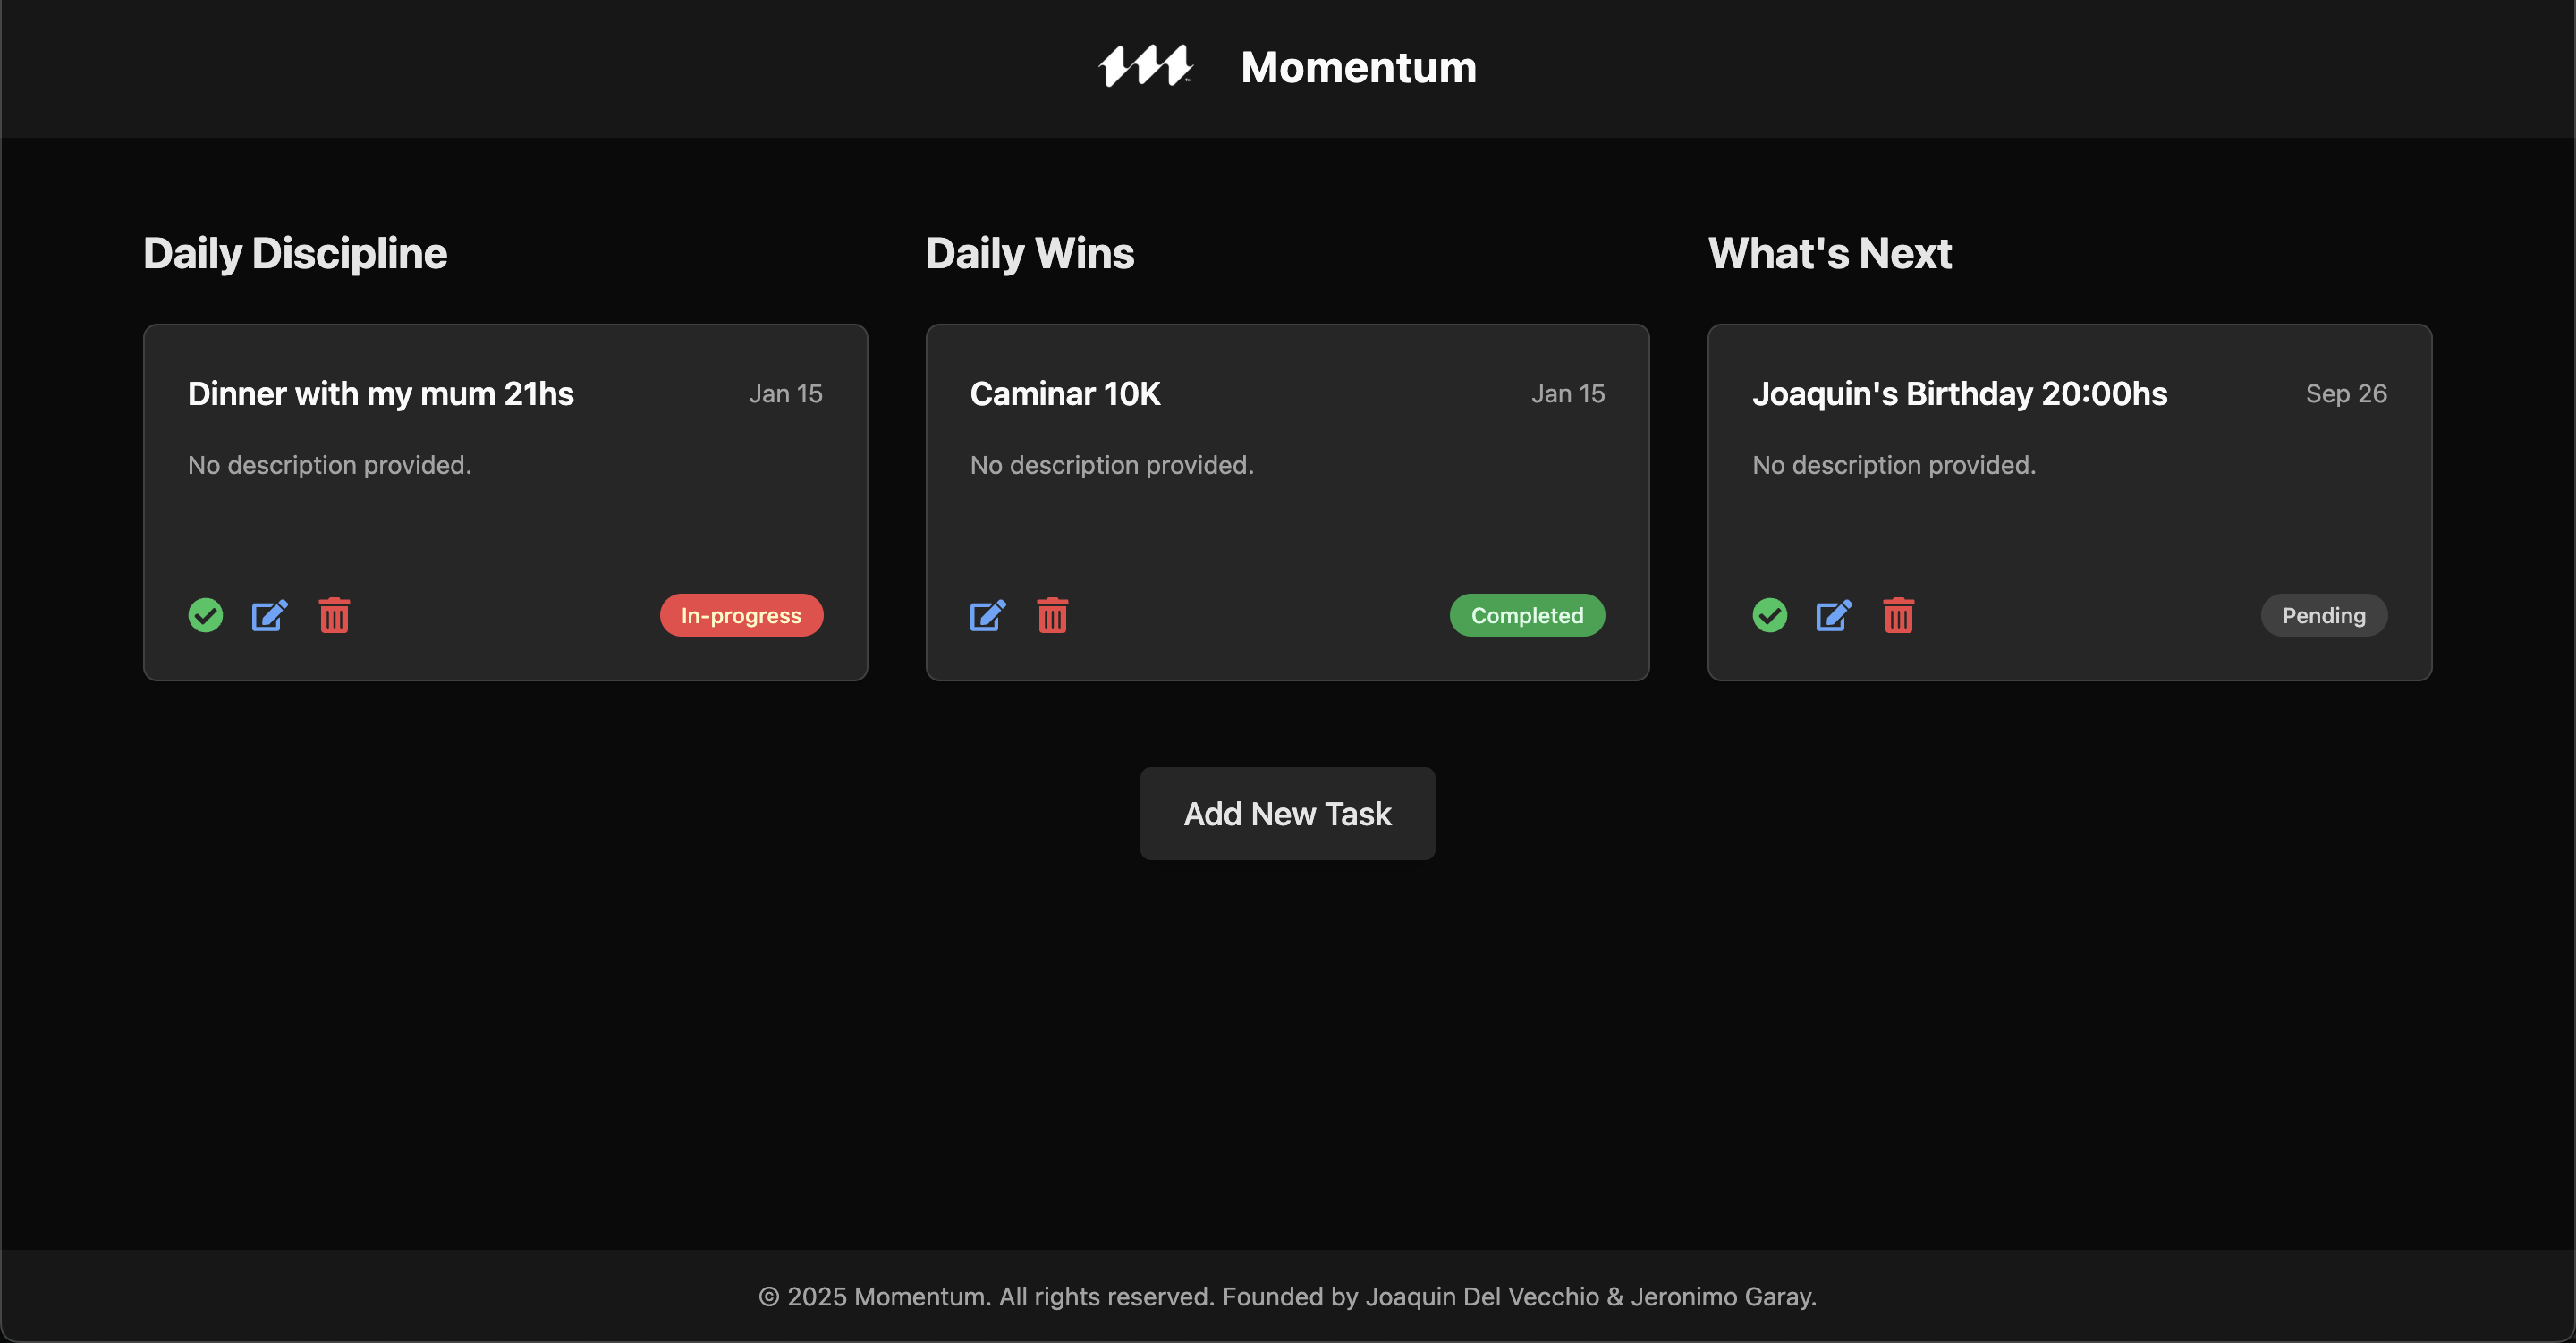 Momentum
Daily Discipline
Dinner with my mum 21hs
Jan 15
No description provided.
In-progress
Daily Wins
Caminar 10K
Jan 15
No description provided.
Completed
What's Next
Joaquin's Birthday 20:00hs
Sep 26
No description provided.
Pending
Add New Task
© 2025 Momentum. All rights reserved. Founded by Joaquin Del Vecchio & Jeronimo Garay.